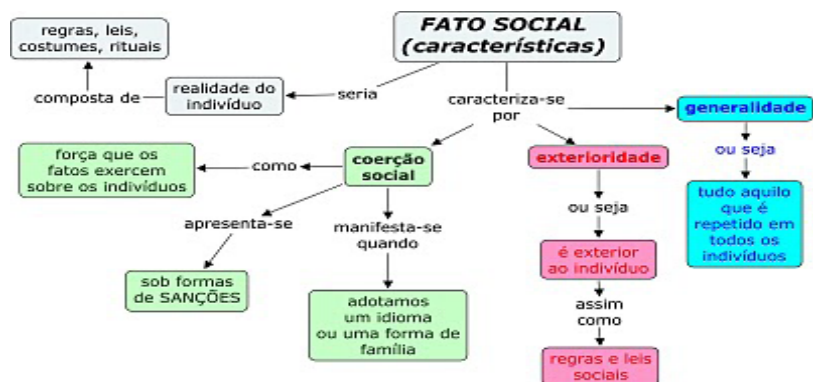 FATO SOCIAL
(características)
regras, leis,
costumes, rituais
composta de
realidade do
indivíduo
seria
caracteriza-se
por
generalidade
ou seja
tudo aquilo
que é
repetido em
todos os
indivíduos
força que os
fatos exercem
sobre os indivíduos
como
coerção
social
exterioridade
apresenta-se
manifesta-se
quando
ou seja
sob formas
de SANÇÕES
adotamos
um idioma
ou uma forma de
família
é exterior
ao indivíduo
assim
como
regras e leis
sociais